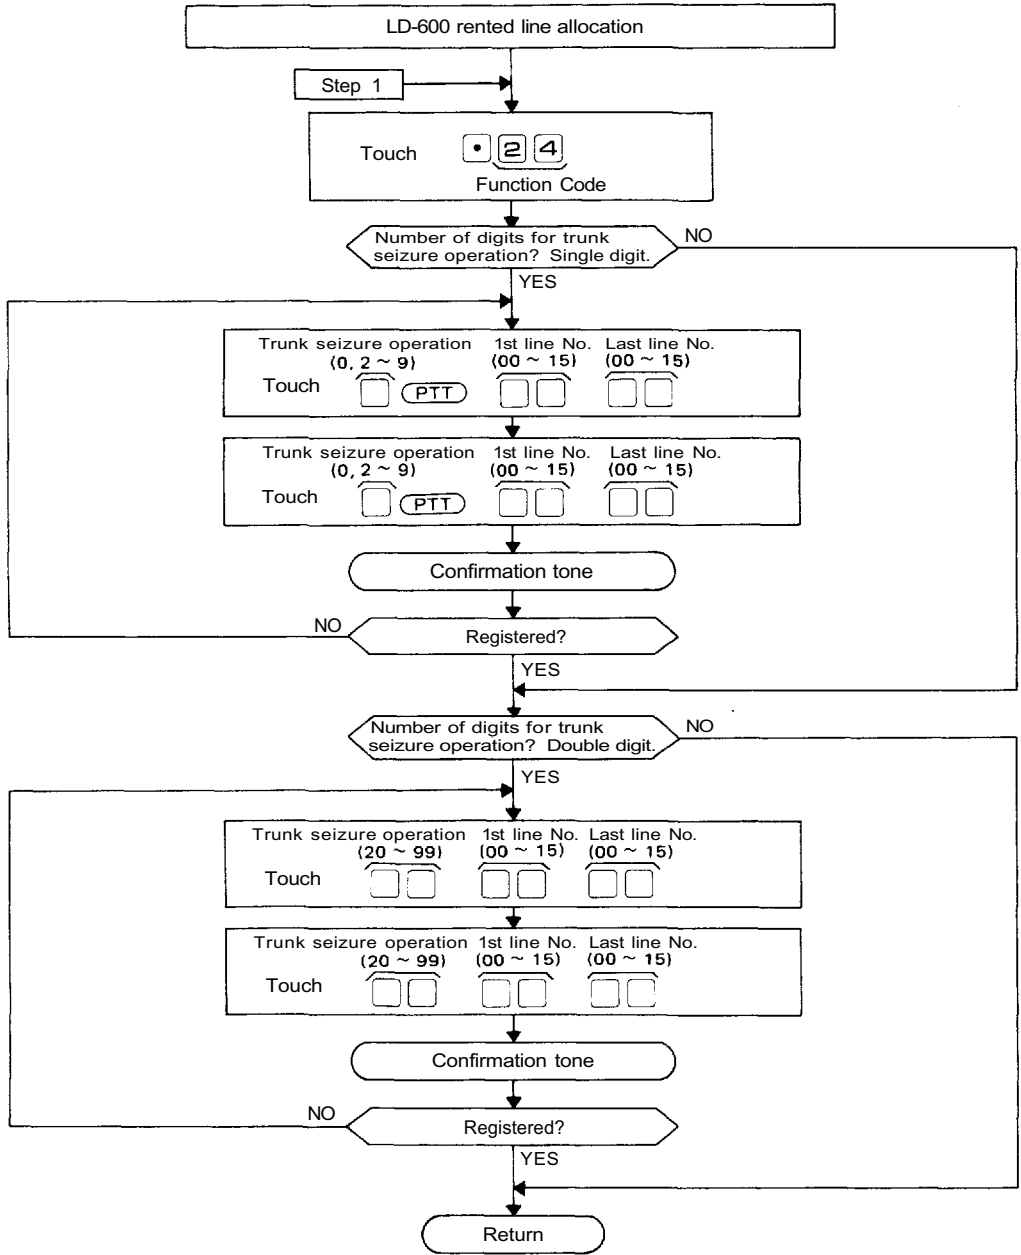 LD-600 rented line allocation
Step 1
Touch • 2 4
Function Code
Number of digits for trunk
seizure operation? Single digit.
NO
YES
Trunk seizure operation 1st line No. Last line No.
(0, 2 ~ 9) (00 ~ 15) (00 ~ 15)
Touch PTT
Trunk seizure operation 1st line No. Last line No.
(0, 2 ~ 9) (00 ~ 15) (00 ~ 15)
Touch PTT
Confirmation tone
NO
Registered?
YES
Number of digits for trunk
seizure operation? Double digit.
NO
YES
Trunk seizure operation 1st line No. Last line No.
(20 ~ 99) (00 ~ 15) (00 ~ 15)
Touch
Trunk seizure operation 1st line No. Last line No.
(20 ~ 99) (00 ~ 15) (00 ~ 15)
Touch
Confirmation tone
NO
Registered?
YES
Return